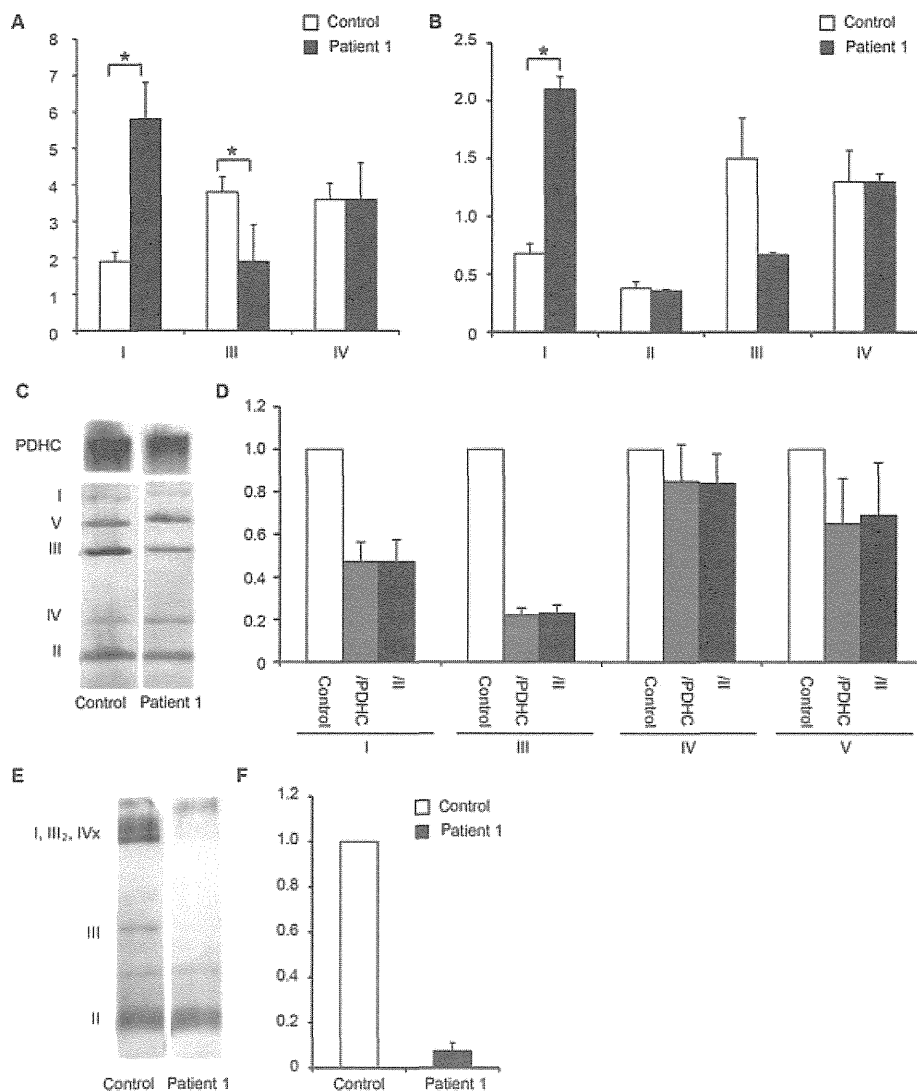 A
Control
Patient 1
*
*
8
7
6
5
4
3
2
1
0
I
III
IV
B
Control
Patient 1
*
2.5
2.0
1.5
1.0
0.5
0
I
II
III
IV
C
PDHC
I
V
III
IV
II
Control Patient 1
D
1.2
1.0
0.8
0.6
0.4
0.2
0
Control
/PDHC
/II
Control
/PDHC
/II
Control
/PDHC
/II
Control
/PDHC
/II
I
III
IV
V
E
I, III₂, IVx
III
II
Control Patient 1
F
Control
Patient 1
1.2
1.0
0.8
0.6
0.4
0.2
0
Control
Patient 1